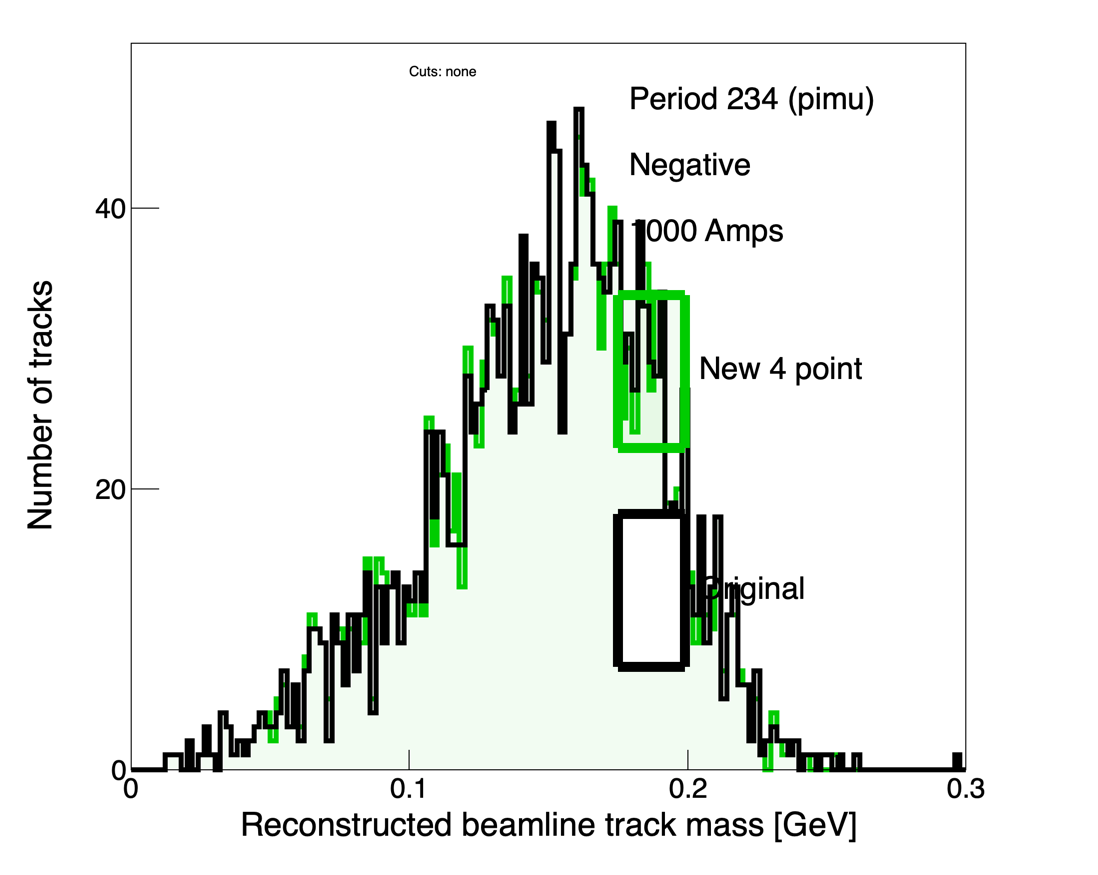 Cuts: none
Period 234 (pimu)
Negative
1000 Amps
New 4 point
Original
Number of tracks
40
20
0
0 0.1 0.2 0.3
Reconstructed beamline track mass [GeV]